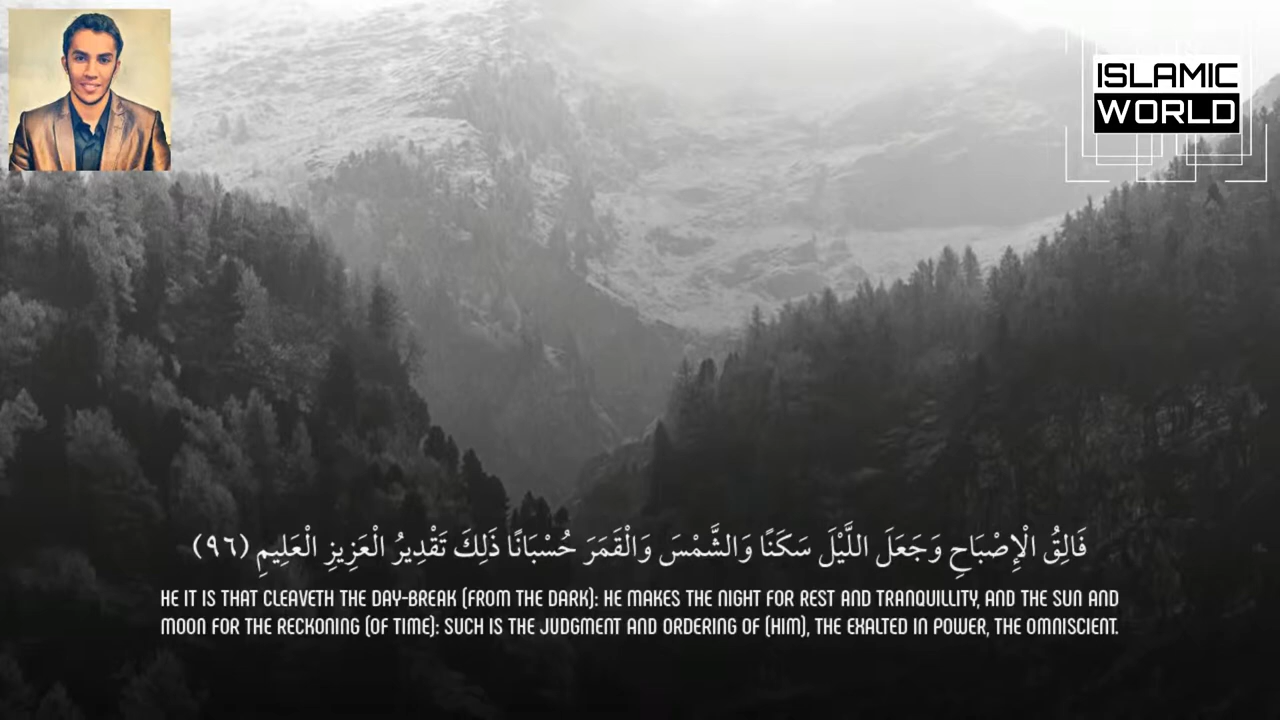 ISLAMIC
WORLD
فَالِقُ الْإِصْبَاحِ وَجَعَلَ اللَّيْلَ سَكَنًا وَالشَّمْسَ وَالْقَمَرَ حُسْبَانًا ذَلِكَ تَقْدِيرُ الْعَزِيزِ الْعَلِيمِ (٩٦)
HE IT IS THAT CLEAVETH THE DAY-BREAK (FROM THE DARK): HE MAKES THE NIGHT FOR REST AND TRANQUILLITY, AND THE SUN AND
MOON FOR THE RECKONING (OF TIME): SUCH IS THE JUDGMENT AND ORDERING OF (HIM), THE EXALTED IN POWER, THE OMNISCIENT.